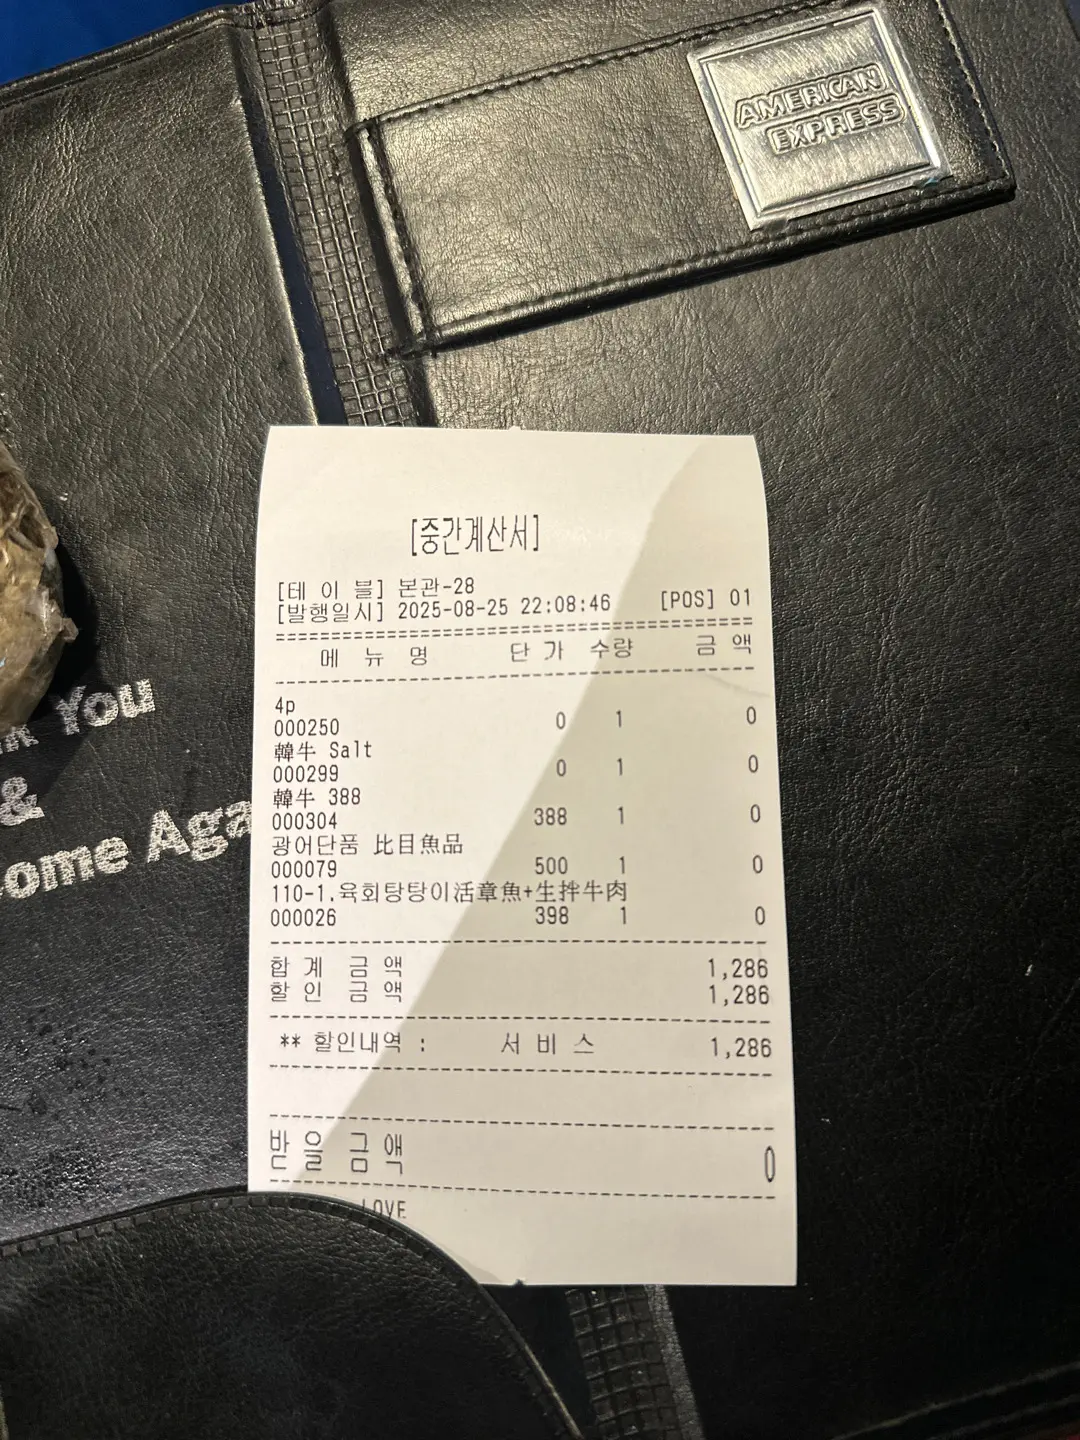 AMERICAN
EXPRESS
[중간계산서]
[테 이 블] 본관-28
[발행일시] 2025-08-25 22:08:46 [POS] 01
메 뉴 명 단 가 수량 금 액
4p
000250 0 1 0
韓牛 Salt
000299 0 1 0
韓牛 388
000304 388 1 0
광어단품 比目魚品
000079 500 1 0
110-1.육회탕탕이活章魚+生拌牛肉
000026 398 1 0
합 계 금 액 1,286
할 인 금 액 1,286
** 할인내역 : 서 비 스 1,286
받 을 금 액 0
LOVE
You
&